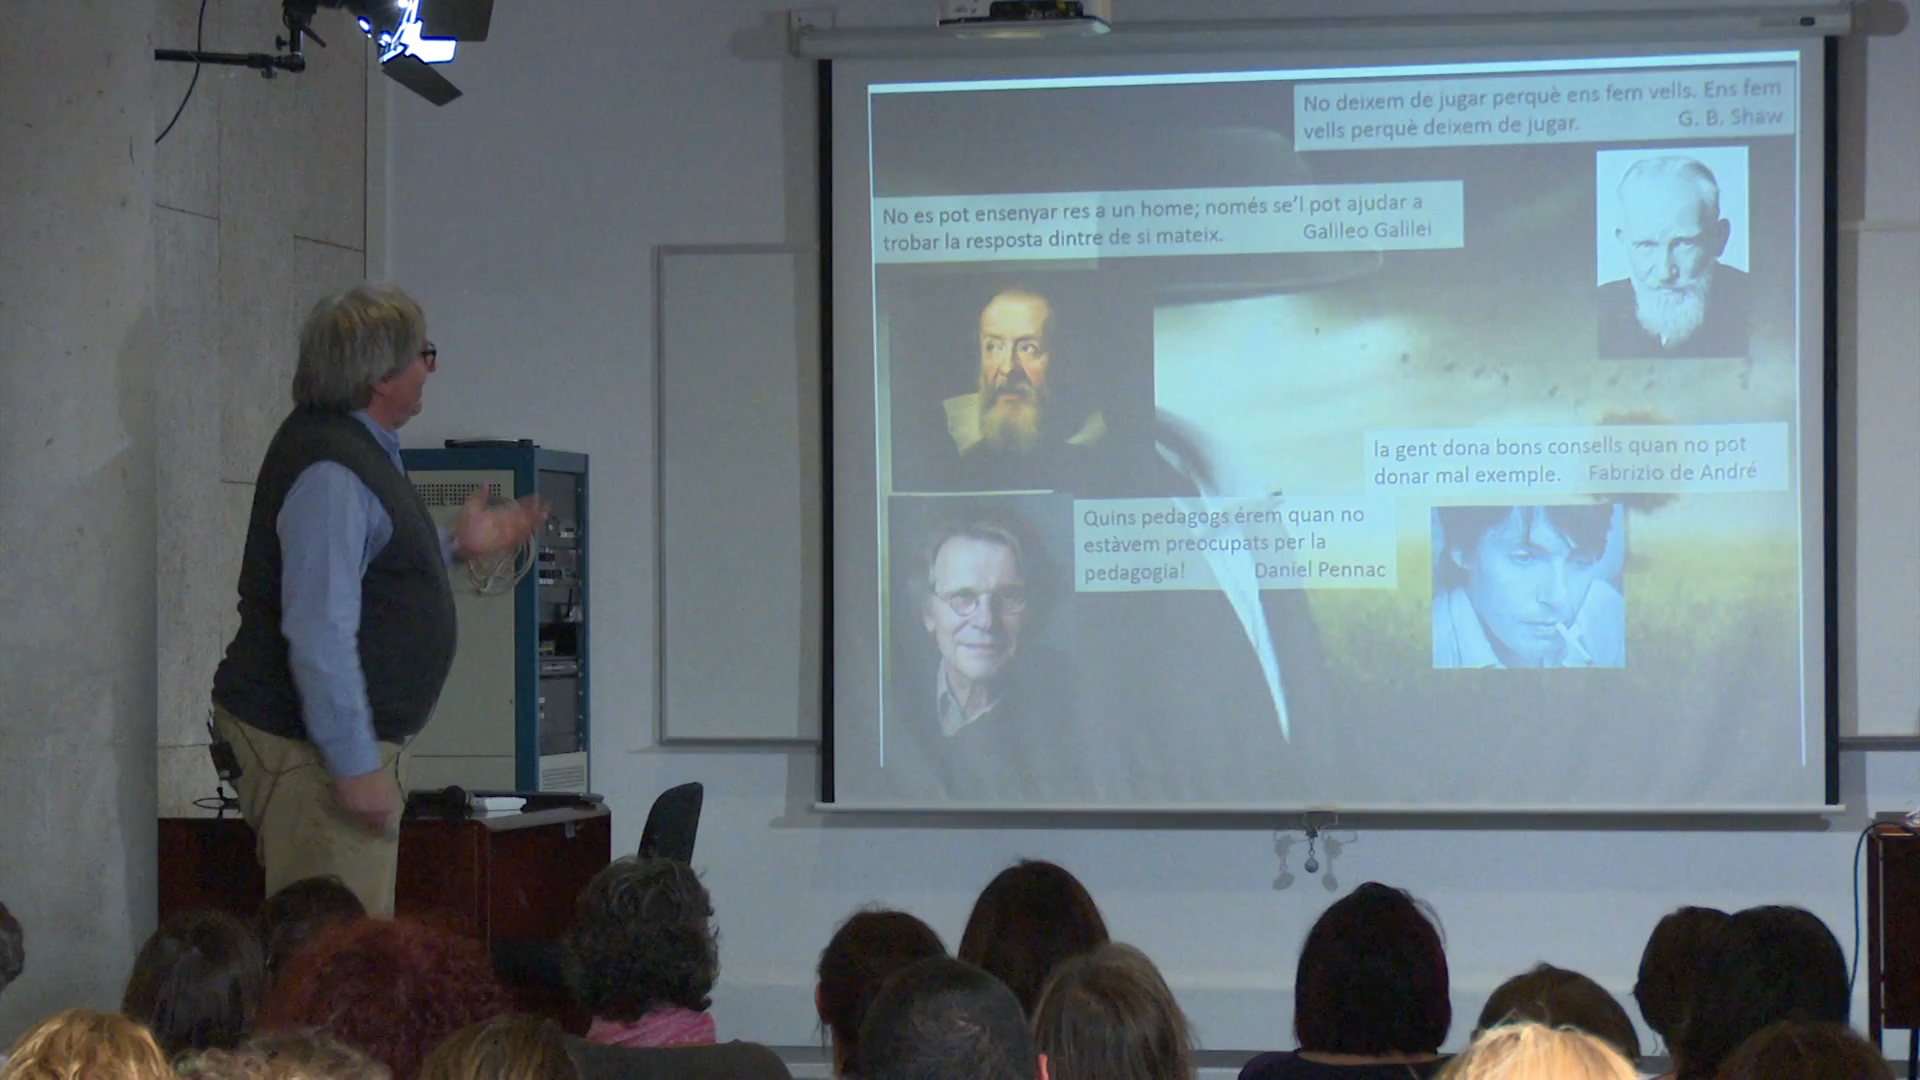 No deixem de jugar perquè ens fem vells. Ens fem
vells perquè deixem de jugar. G. B. Shaw
No es pot ensenyar res a un home; només se'l pot ajudar a
trobar la resposta dintre de si mateix. Galileo Galilei
la gent dona bons consells quan no pot
donar mal exemple. Fabrizio de André
Quins pedagogs érem quan no
estàvem preocupats per la
pedagogia! Daniel Pennac